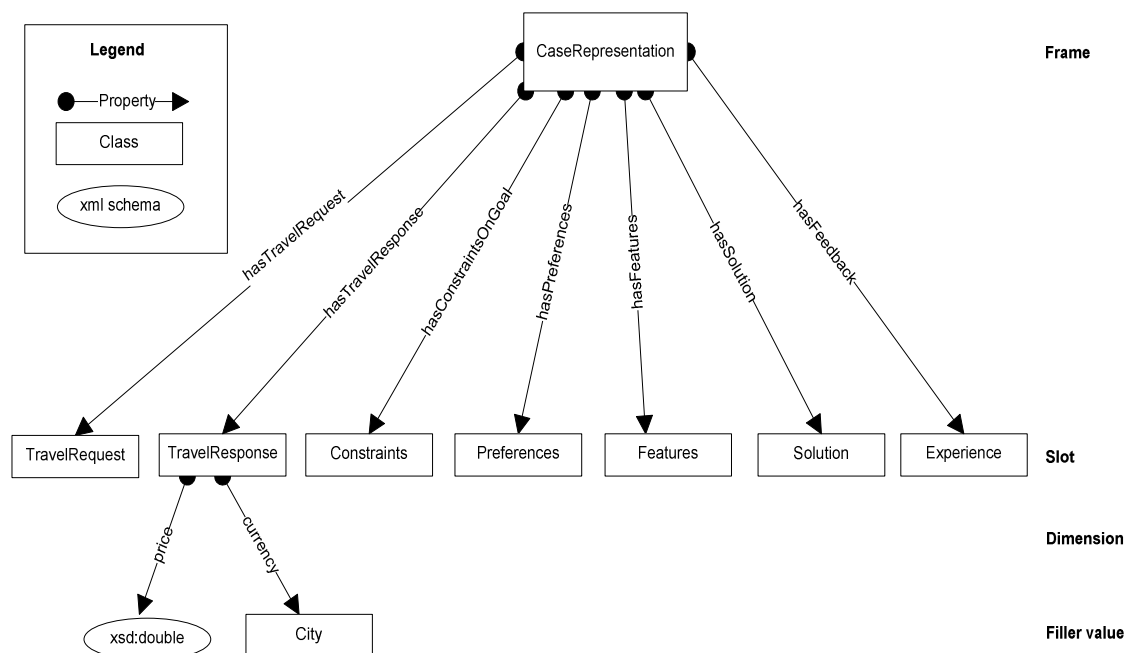 Legend
Property
Class
xml schema
CaseRepresentation
Frame
hasTravelRequest
hasTravelResponse
hasConstraintsOnGoal
hasPreferences
hasFeatures
hasSolution
hasFeedback
TravelRequest
TravelResponse
Constraints
Preferences
Features
Solution
Experience
Slot
price
currency
Dimension
xsd:double
City
Filler value